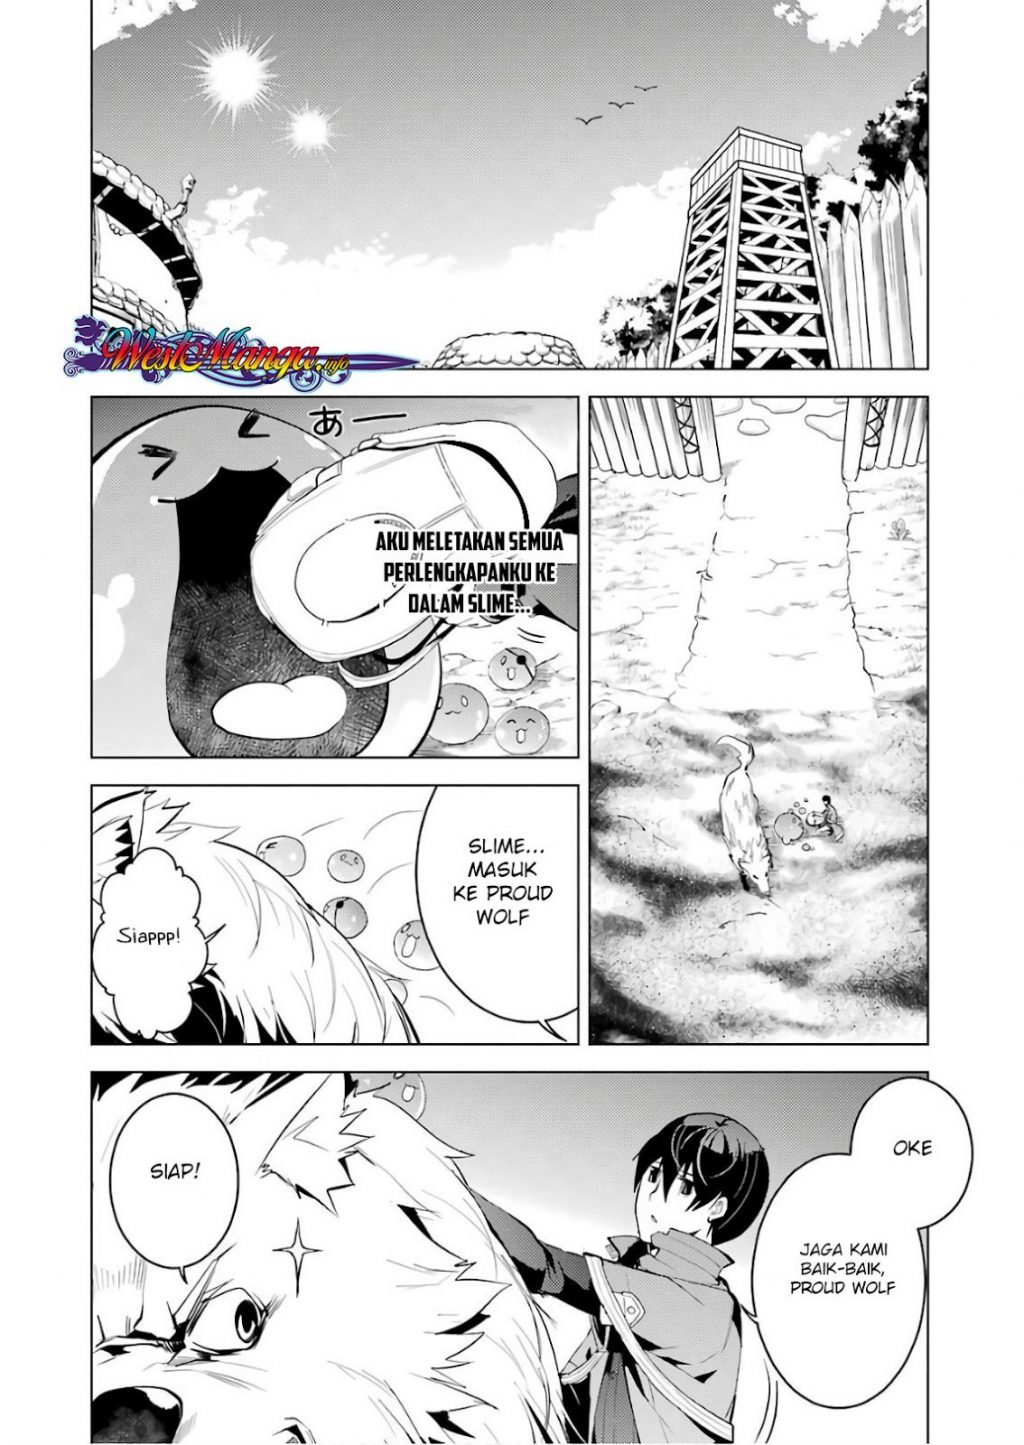 WestManga.info
あー
AKU MELETAKAN SEMUA
PERLENGKAPANKU KE
DALAM SLIME...
SLIME...
MASUK
KE PROUD
WOLF
Siappp!
OKE
JAGA KAMI
BAIK-BAIK,
PROUD WOLF
SIAP!